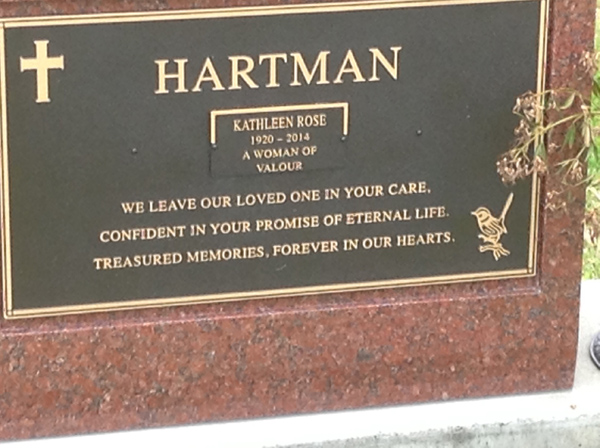 HARTMAN
KATHLEEN ROSE
1920 – 2014
A WOMAN OF
VALOUR
WE LEAVE OUR LOVED ONE IN YOUR CARE,
CONFIDENT IN YOUR PROMISE OF ETERNAL LIFE.
TREASURED MEMORIES, FOREVER IN OUR HEARTS.